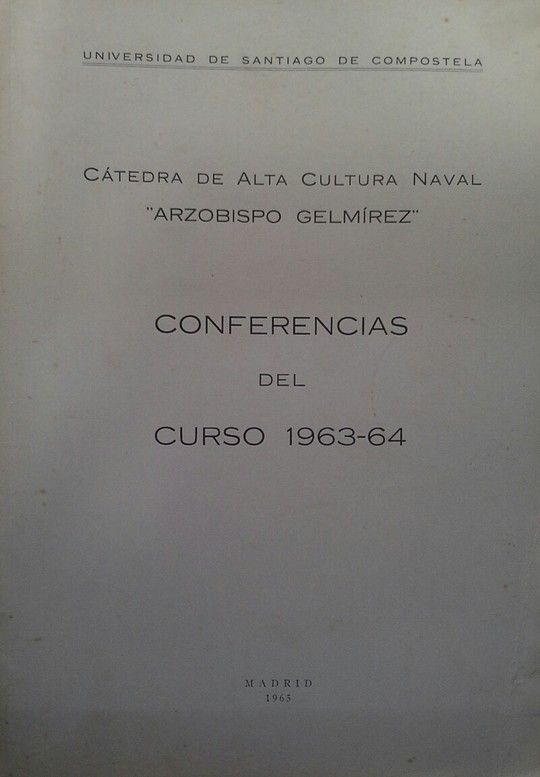 UNIVERSIDAD DE SANTIAGO DE COMPOSTELA
CÁTEDRA DE ALTA CULTURA NAVAL
"ARZOBISPO GELMÍREZ"
CONFERENCIAS
DEL
CURSO 1963-64
MADRID
1965